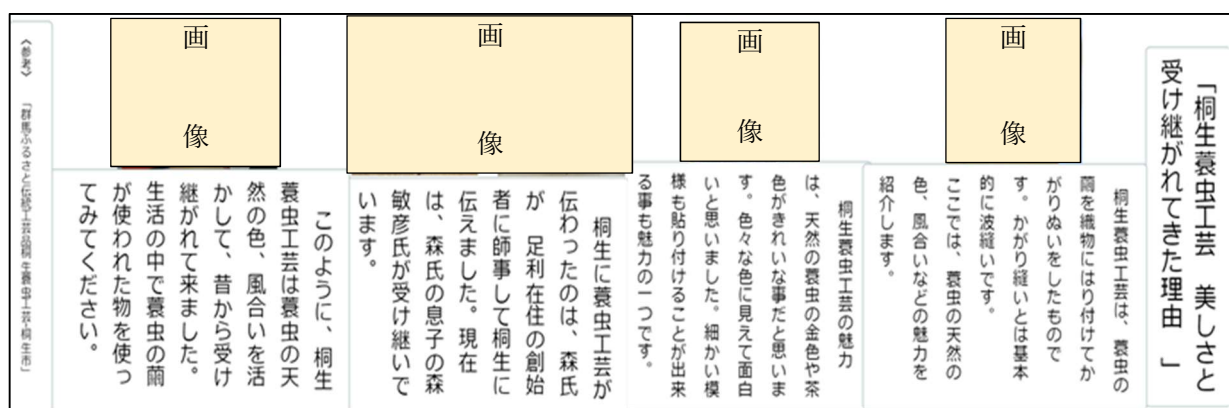 「桐生蓑虫工芸　美しさと
受け継がれてきた理由　」
画
像
桐生蓑虫工芸は、蓑虫の
繭を織物にはり付けてか
がりぬいをしたもので
す。かがり縫いとは基本
的に波縫いです。
ここでは、蓑虫の天然の
色、風合いなどの魅力を
紹介します。
画
像
桐生蓑虫工芸の魅力
は、天然の蓑虫の金色や茶
色がきれいな事だと思いま
す。色々な色に見えて面白
いと思いました。細かい模
様も貼り付けることが出来
る事も魅力の一つです。
画
像
桐生に蓑虫工芸が
伝わったのは、森氏
が　足利在住の創始
者に師事して桐生に
伝えました。現在
は、森氏の息子の森
敏彦氏が受け継いで
います。
画
像
このように、桐生
蓑虫工芸は蓑虫の天
然の色、風合いを活
かして、昔から受け
継がれて来ました。
生活の中で蓑虫の繭
が使われた物を使っ
てみてください。
《参考》　「群馬ふるさと伝統工芸品桐生蓑虫工芸-桐生市」